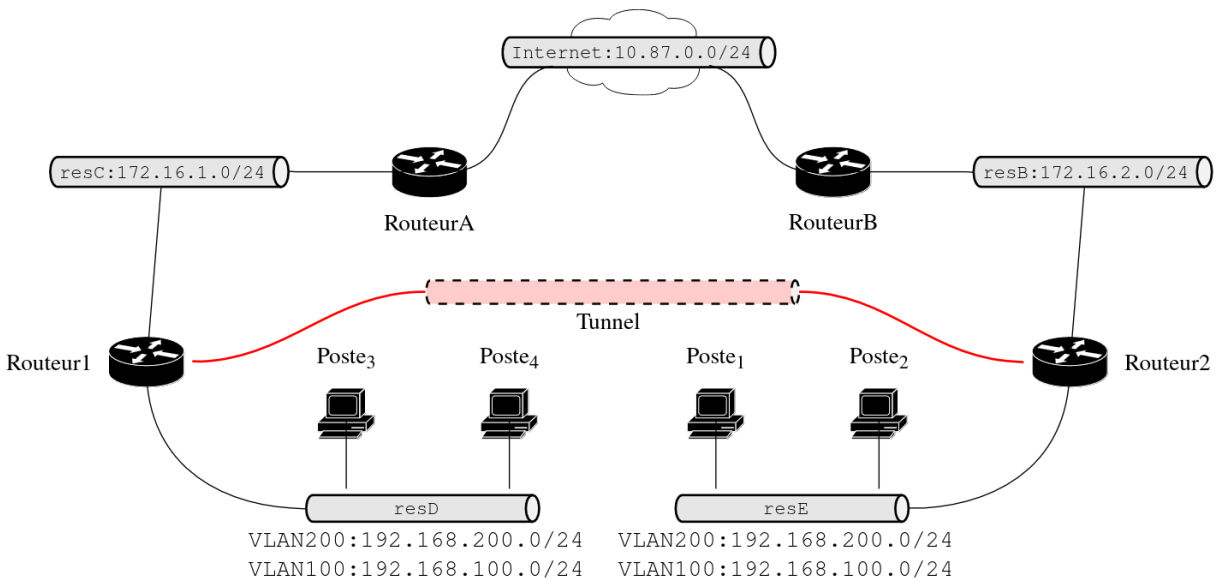 Internet:10.87.0.0/24
resC:172.16.1.0/24
resB:172.16.2.0/24
RouteurA
RouteurB
Tunnel
Routeur1
Poste3
Poste4
Poste1
Poste2
Routeur2
resD
resE
VLAN200:192.168.200.0/24
VLAN200:192.168.200.0/24
VLAN100:192.168.100.0/24
VLAN100:192.168.100.0/24